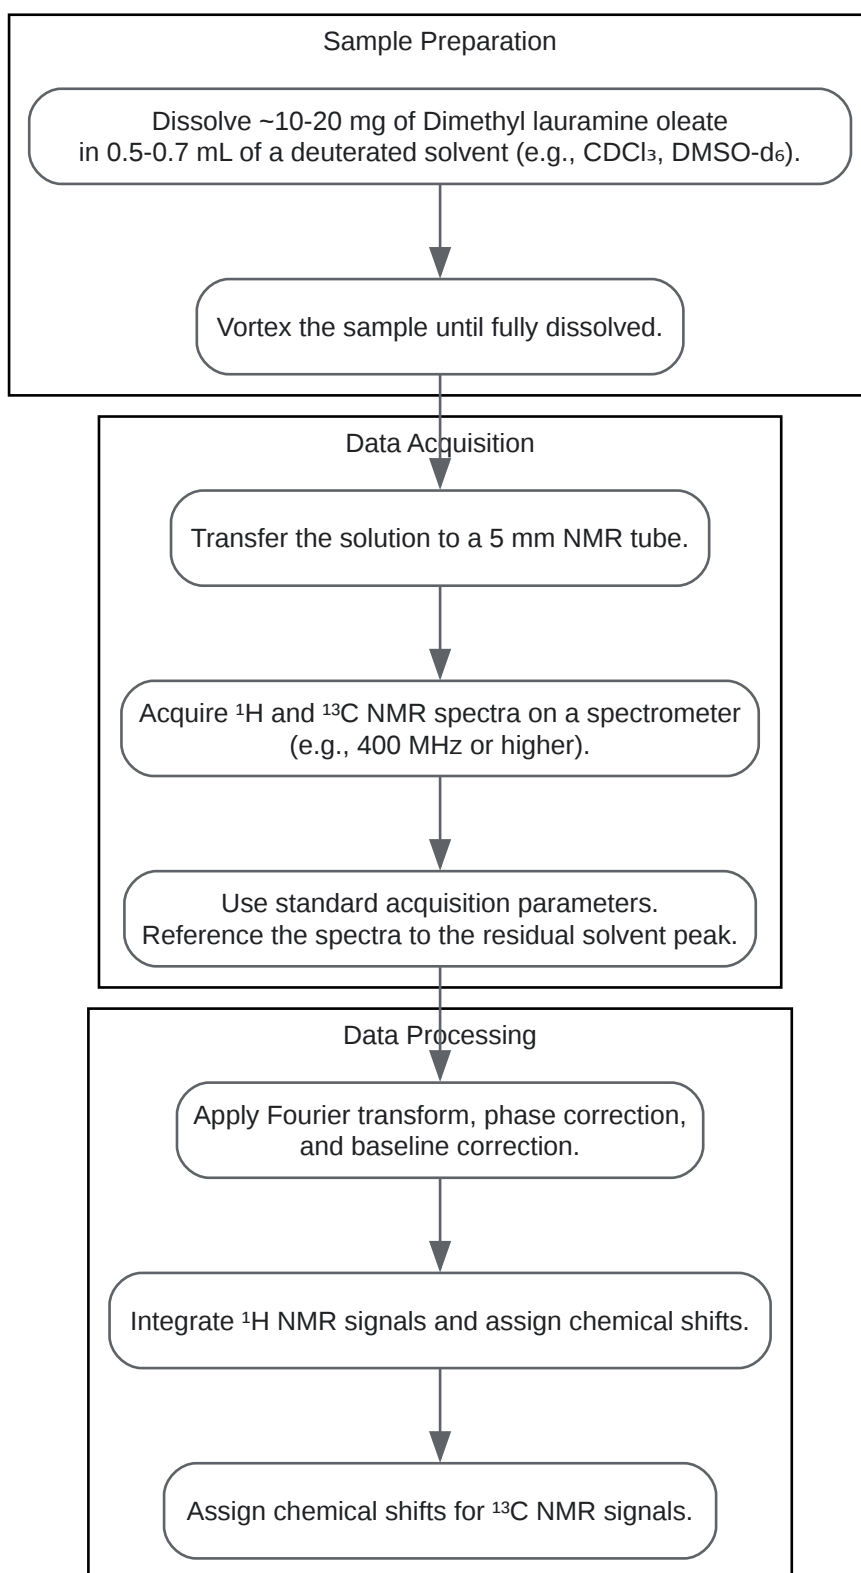 Sample Preparation
Dissolve ~10-20 mg of Dimethyl lauramine oleate
in 0.5-0.7 mL of a deuterated solvent (e.g., CDCl₃, DMSO-d₆).
Vortex the sample until fully dissolved.
Data Acquisition
Transfer the solution to a 5 mm NMR tube.
Acquire ¹H and ¹³C NMR spectra on a spectrometer
(e.g., 400 MHz or higher).
Use standard acquisition parameters.
Reference the spectra to the residual solvent peak.
Data Processing
Apply Fourier transform, phase correction,
and baseline correction.
Integrate ¹H NMR signals and assign chemical shifts.
Assign chemical shifts for ¹³C NMR signals.